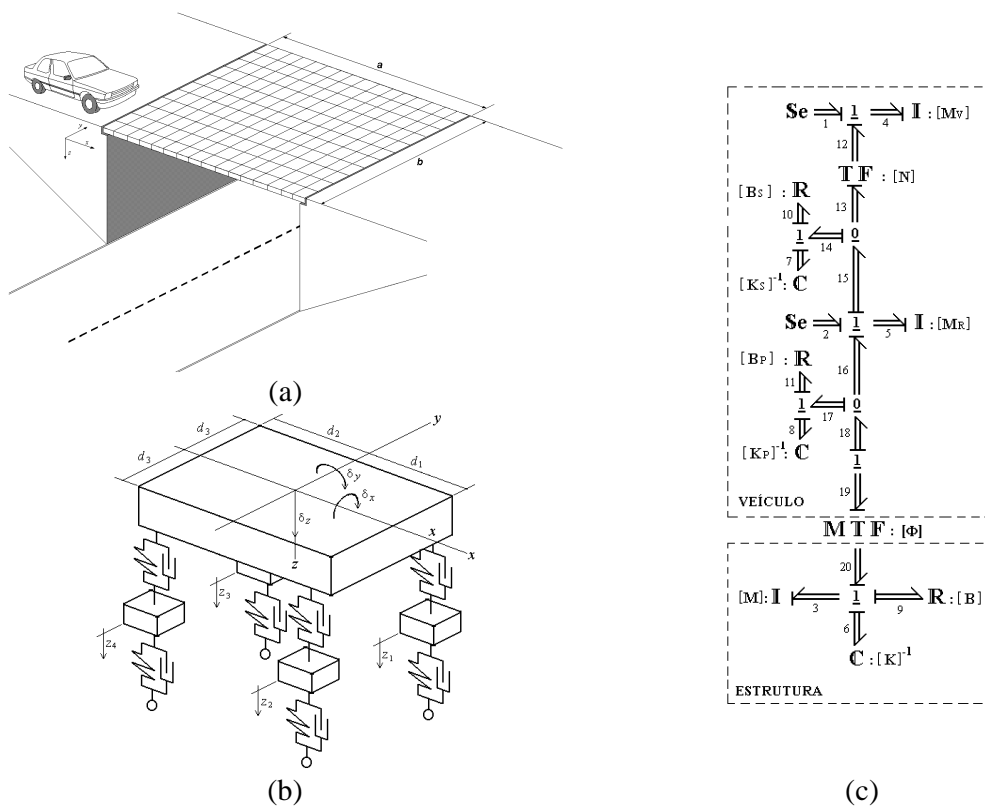 a
b
y
x
z
(a)
d₃
d₃
d₂
d₁
y
δy
δx
δz
x
x
z
z₃
z₄
z₁
z₂
(b)
Se 1 1 4 I : [Mv]
12
TF : [N]
[Bs] : R 13
10
1 14 0
7
[Ks]⁻¹ : C 15
Se 2 1 5 I : [MR]
[BP] : R 16
11
1 17 0
8 18
[KP]⁻¹ : C 1
19
VEÍCULO
MTF : [Φ]
20
[M] : I 3 1 9 R : [B]
6
C : [K]⁻¹
ESTRUTURA
(c)